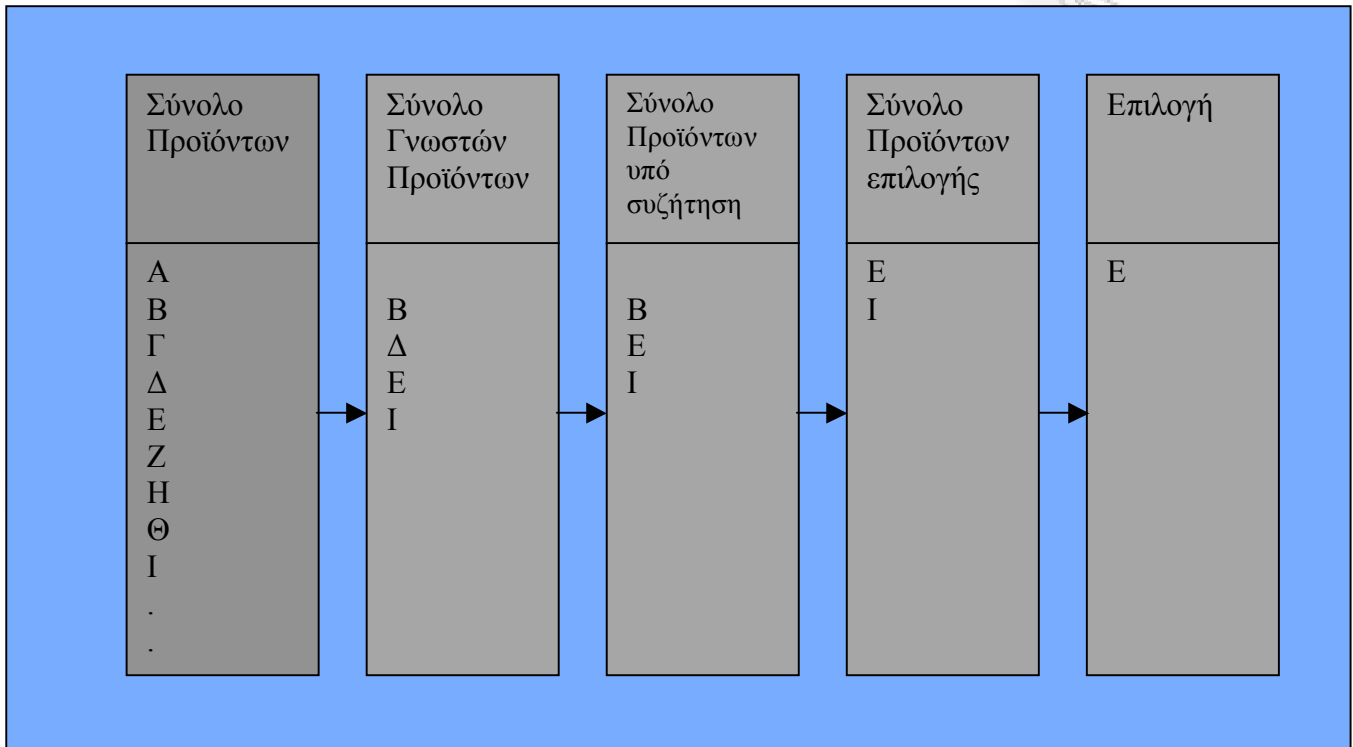 Σύνολο
Προϊόντων
Α
Β
Γ
Δ
Ε
Ζ
Η
Θ
Ι
.
.
Σύνολο
Γνωστών
Προϊόντων
Β
Δ
Ε
Ι
Σύνολο
Προϊόντων
υπό
συζήτηση
Β
Ε
Ι
Σύνολο
Προϊόντων
επιλογής
Ε
Ι
Επιλογή
Ε